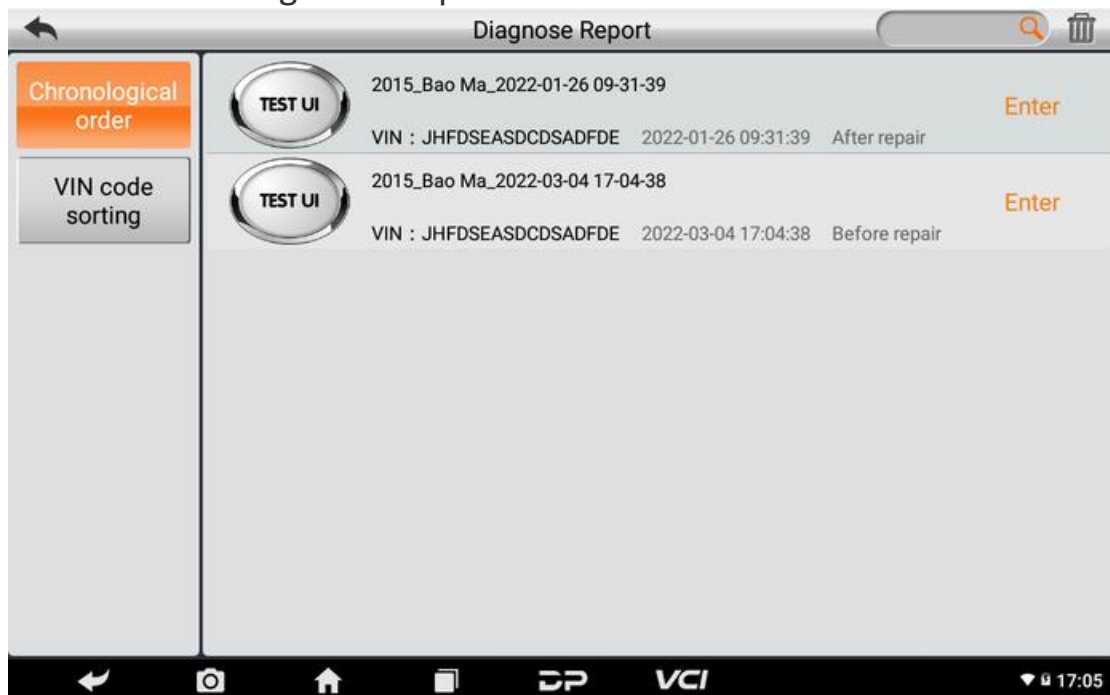 Diagnose Report
Chronological
order
VIN code
sorting
TEST UI
2015_Bao Ma_2022-01-26 09-31-39
VIN : JHFDSEASDCDSADFDE 2022-01-26 09:31:39 After repair
Enter
TEST UI
2015_Bao Ma_2022-03-04 17-04-38
VIN : JHFDSEASDCDSADFDE 2022-03-04 17:04:38 Before repair
Enter
DP VCI 17:05